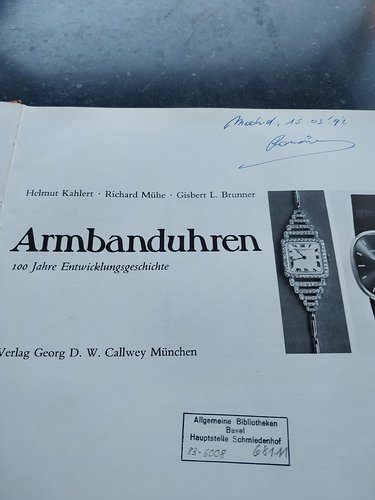 Madrid, 15 03 '92
Helmut Kahlert · Richard Mühe · Gisbert L. Brunner
Armbanduhren
100 Jahre Entwicklungsgeschichte
Verlag Georg D. W. Callwey München
Allgemeine Bibliotheken
Basel
Hauptstelle Schmiedenhof
83-6008 68111